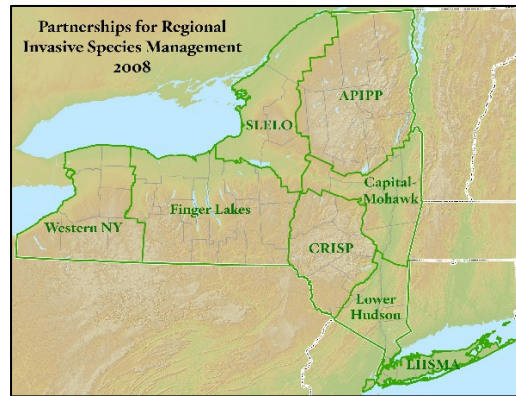 Partnerships for Regional
Invasive Species Management
2008
APIPP
SLELO
Capital-
Mohawk
Finger Lakes
Western NY
CRISP
Lower
Hudson
LIISMA